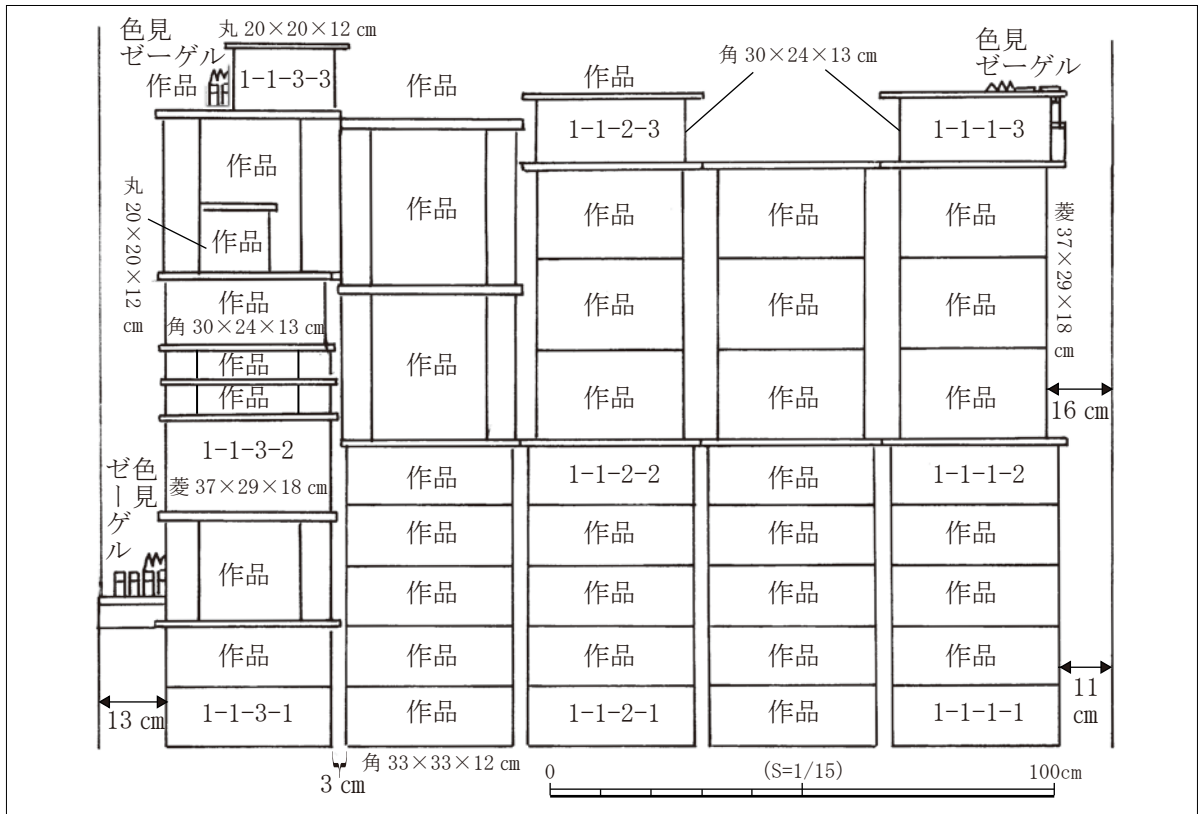 色見
ゼーゲル
丸 20×20×12 cm
作品
1-1-3-3
作品
作品
角 30×24×13 cm
色見
ゼーゲル
1-1-2-3
1-1-1-3
作品
丸 20×20×12 cm
作品
作品
作品
作品
作品
菱 37×29×18 cm
作品
角 30×24×13 cm
作品
作品
作品
作品
作品
作品
作品
作品
作品
16 cm
1-1-3-2
菱 37×29×18 cm
色見
ゼーゲル
作品
1-1-2-2
作品
1-1-1-2
作品
作品
作品
作品
作品
作品
作品
作品
作品
作品
作品
作品
作品
作品
13 cm
1-1-3-1
作品
1-1-2-1
作品
1-1-1-1
11
cm
3 cm
角 33×33×12 cm
0
(S=1/15)
100cm